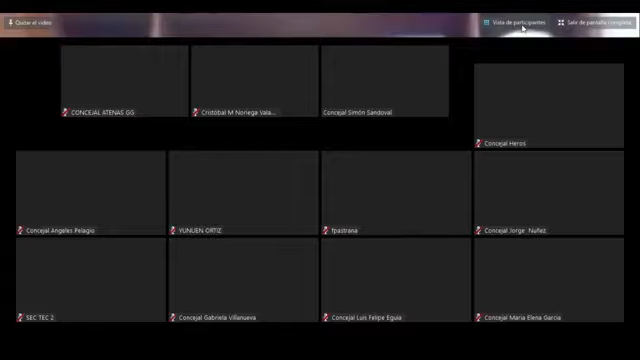 Quitar el video
Vista de participantes
Salir de pantalla completa
CONCEJAL ATENAS GG
Cristóbal M Noriega Vala...
Concejal Simón Sandoval
Concejal Heros
Concejal Angeles Pelagio
YUNUEN ORTIZ
fpastrana
Concejal Jorge Nuñez
SEC TEC 2
Concejal Gabriela Villanueva
Concejal Luis Felipe Eguia
Concejal Maria Elena Garcia